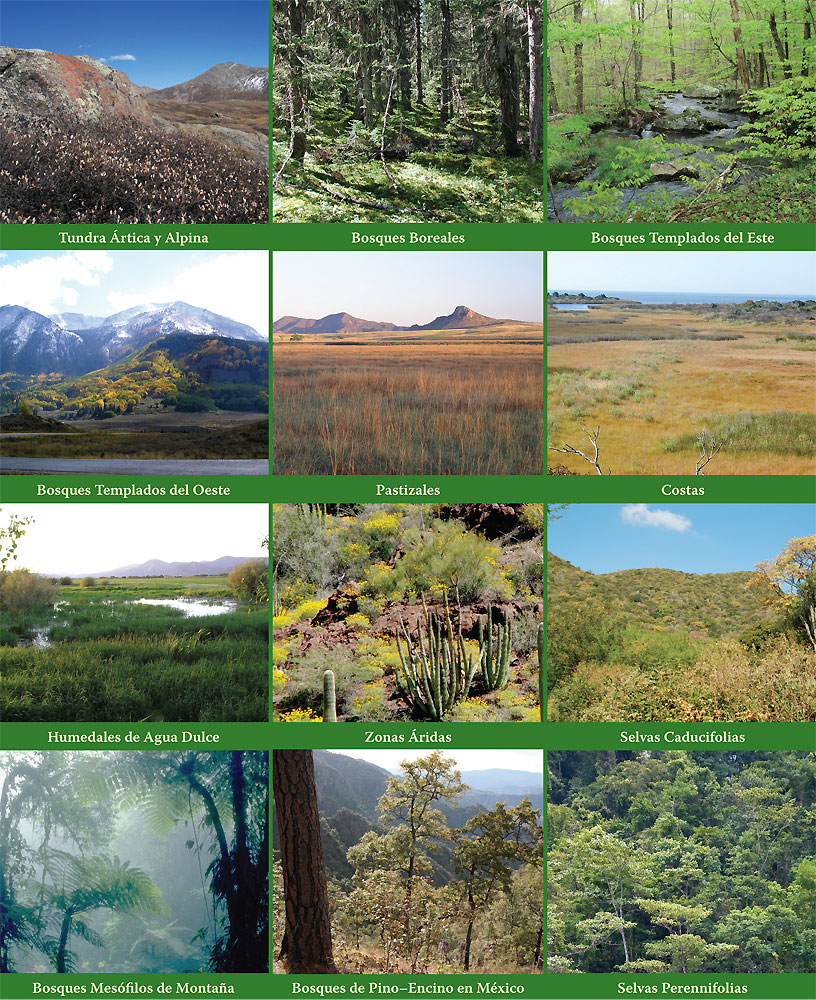 Tundra Ártica y Alpina
Bosques Boreales
Bosques Templados del Este
Bosques Templados del Oeste
Pastizales
Costas
Humedales de Agua Dulce
Zonas Áridas
Selvas Caducifolias
Bosques Mesófilos de Montaña
Bosques de Pino–Encino en México
Selvas Perennifolias